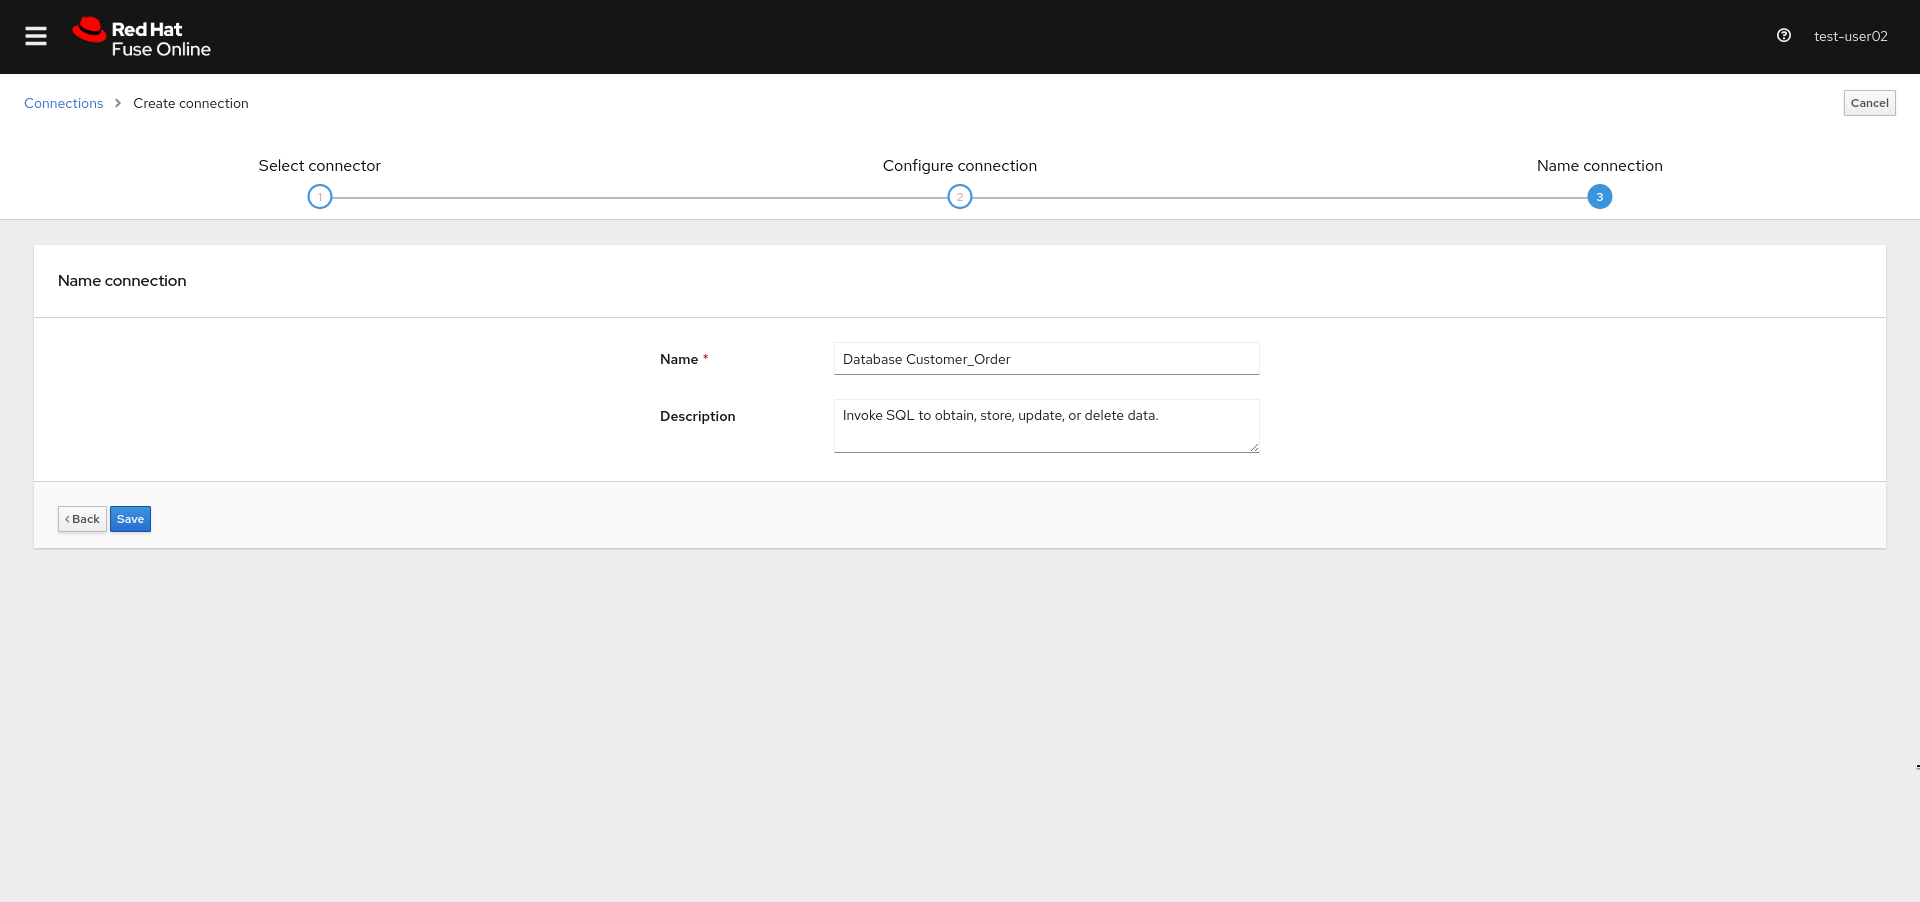 Red Hat
Fuse Online
test-user02
Connections > Create connection
Cancel
Select connector
Configure connection
Name connection
1
2
3
Name connection
Name *
Database Customer_Order
Description
Invoke SQL to obtain, store, update, or delete data.
< Back
Save